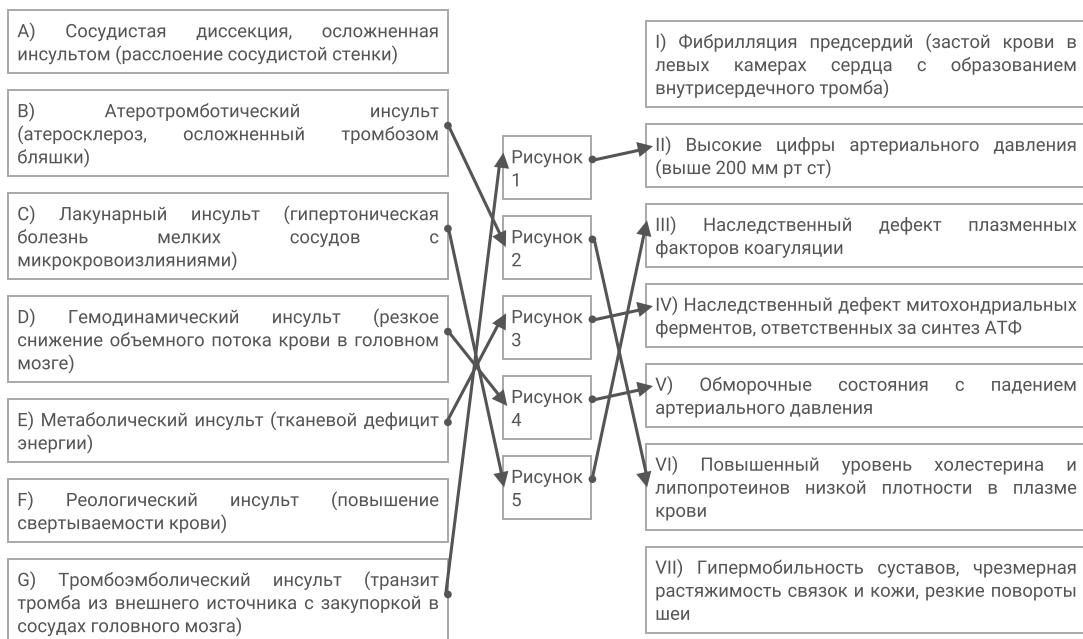 A) Сосудистая диссекция, осложненная
инсультом (расслоение сосудистой стенки)
B) Атеротромботический инсульт
(атеросклероз, осложненный тромбозом
бляшки)
C) Лакунарный инсульт (гипертоническая
болезнь мелких сосудов с
микрокровоизлияниями)
D) Гемодинамический инсульт (резкое
снижение объемного потока крови в головном
мозге)
E) Метаболический инсульт (тканевой дефицит
энергии)
F) Реологический инсульт (повышение
свертываемости крови)
G) Тромбоэмболический инсульт (транзит
тромба из внешнего источника с закупоркой в
сосудах головного мозга)
Рисунок
1
Рисунок
2
Рисунок
3
Рисунок
4
Рисунок
5
I) Фибрилляция предсердий (застой крови в
левых камерах сердца с образованием
внутрисердечного тромба)
II) Высокие цифры артериального давления
(выше 200 мм рт ст)
III) Наследственный дефект плазменных
факторов коагуляции
IV) Наследственный дефект митохондриальных
ферментов, ответственных за синтез АТФ
V) Обморочные состояния с падением
артериального давления
VI) Повышенный уровень холестерина и
липопротеинов низкой плотности в плазме
крови
VII) Гипермобильность суставов, чрезмерная
растяжимость связок и кожи, резкие повороты
шеи